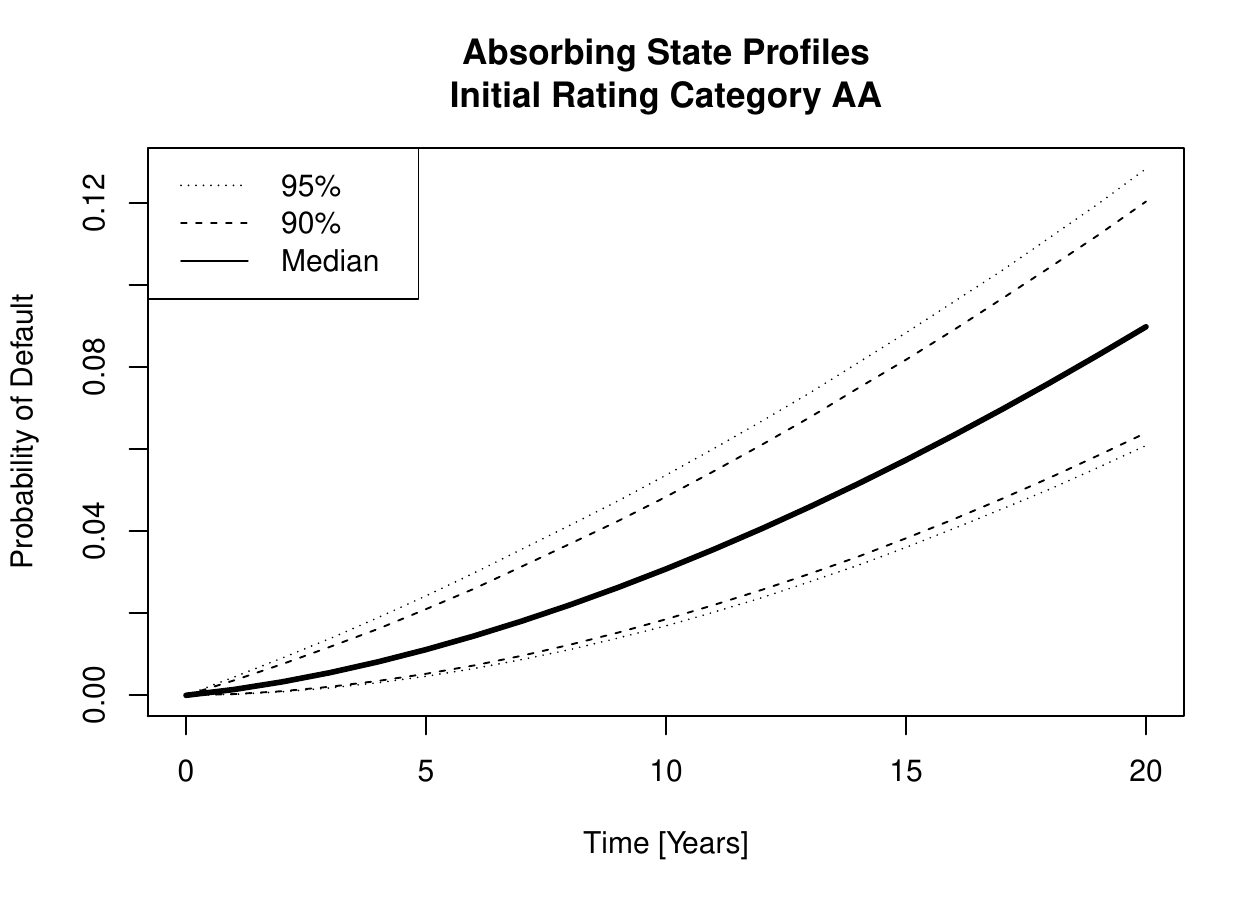 Absorbing State Profiles
Initial Rating Category AA
95%
90%
Median
Probability of Default
0.12
0.08
0.04
0.00
0 5 10 15 20
Time [Years]